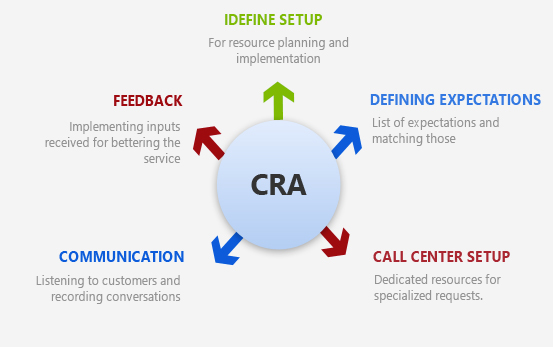 IDEFINE SETUP
For resource planning and
implementation
FEEDBACK
Implementing inputs
received for bettering the
service
DEFINING EXPECTATIONS
List of expectations and
matching those
CRA
COMMUNICATION
Listening to customers and
recording conversations
CALL CENTER SETUP
Dedicated resources for
specialized requests.